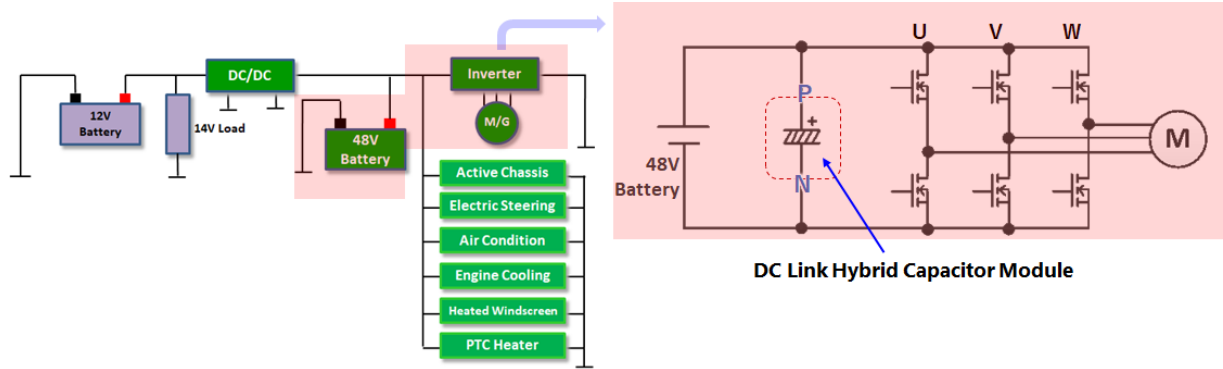 DC/DC
Inverter
M/G
12V
Battery
14V Load
48V
Battery
Active Chassis
Electric Steering
Air Condition
Engine Cooling
Heated Windscreen
PTC Heater
U V W
P
+
N
48V
Battery
M
DC Link Hybrid Capacitor Module